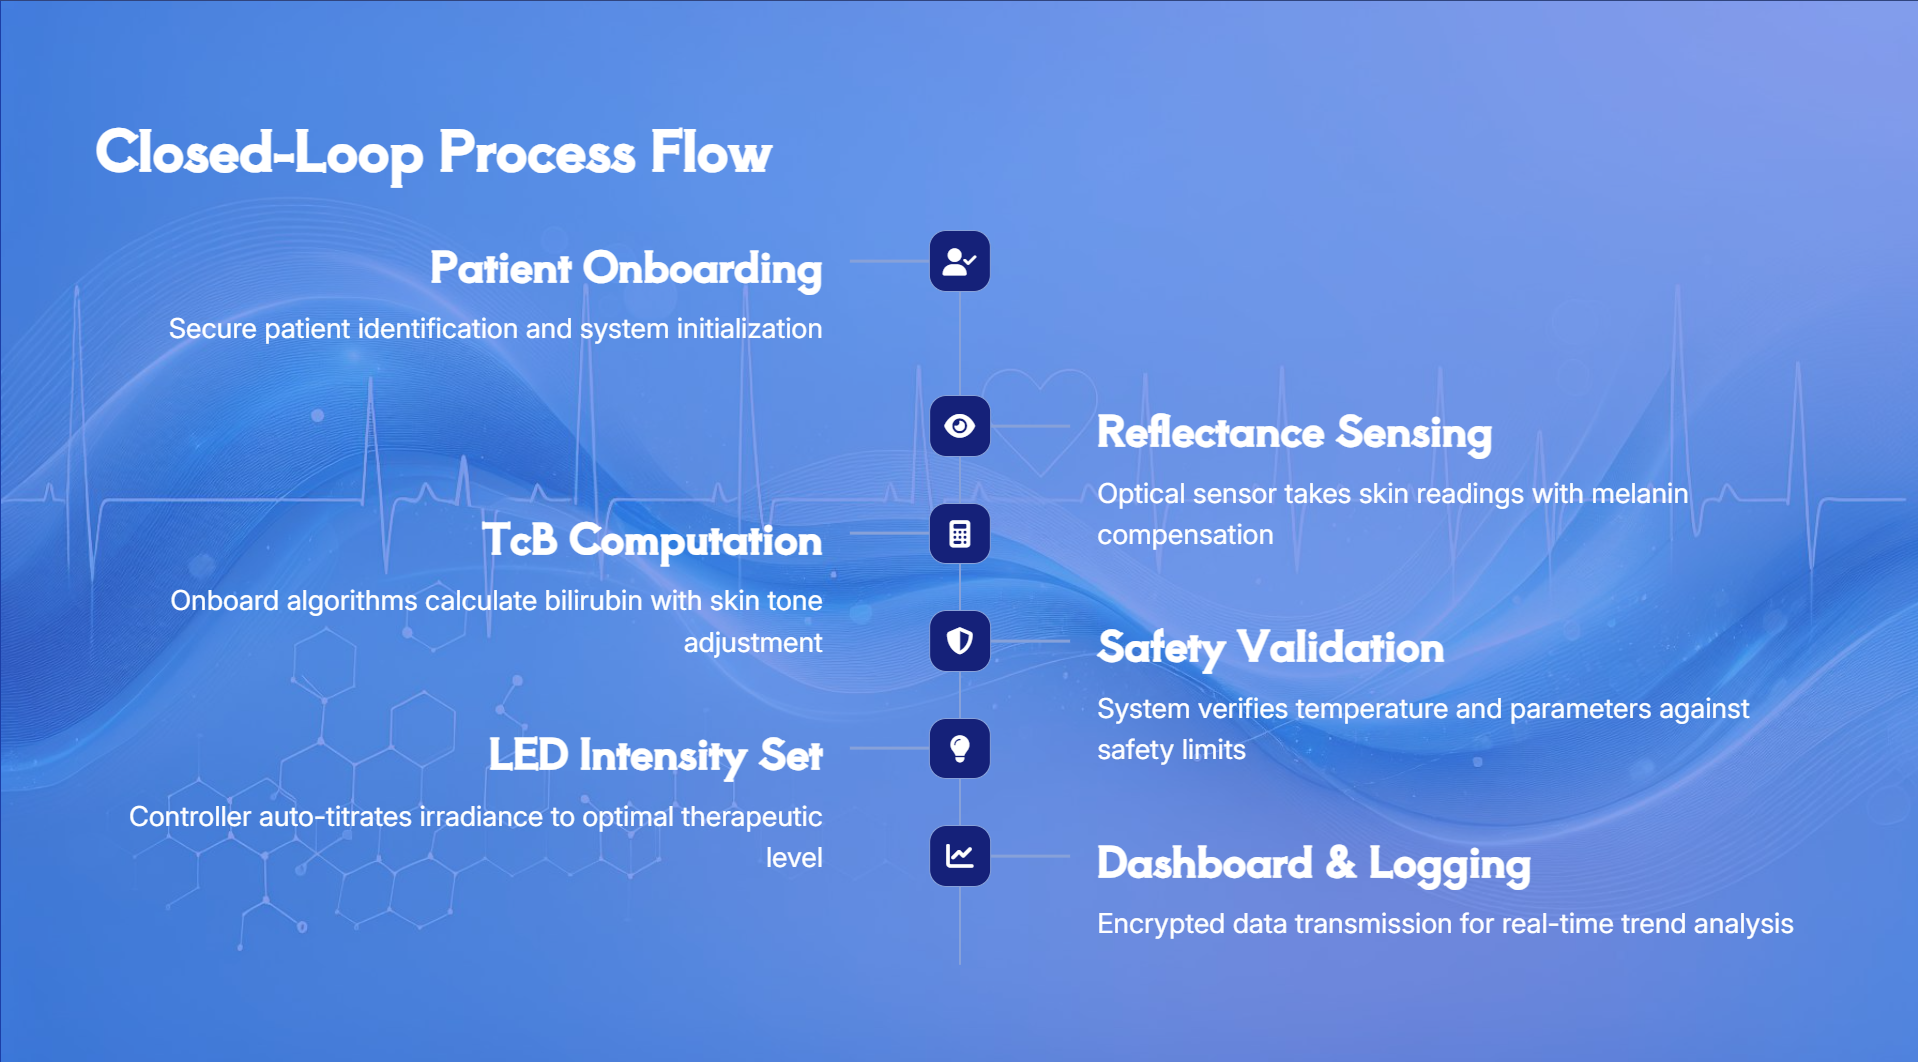 Closed-Loop Process Flow
Patient Onboarding
Secure patient identification and system initialization
Reflectance Sensing
Optical sensor takes skin readings with melanin
compensation
TcB Computation
Onboard algorithms calculate bilirubin with skin tone
adjustment
Safety Validation
System verifies temperature and parameters against
safety limits
LED Intensity Set
Controller auto-titrates irradiance to optimal therapeutic
level
Dashboard & Logging
Encrypted data transmission for real-time trend analysis